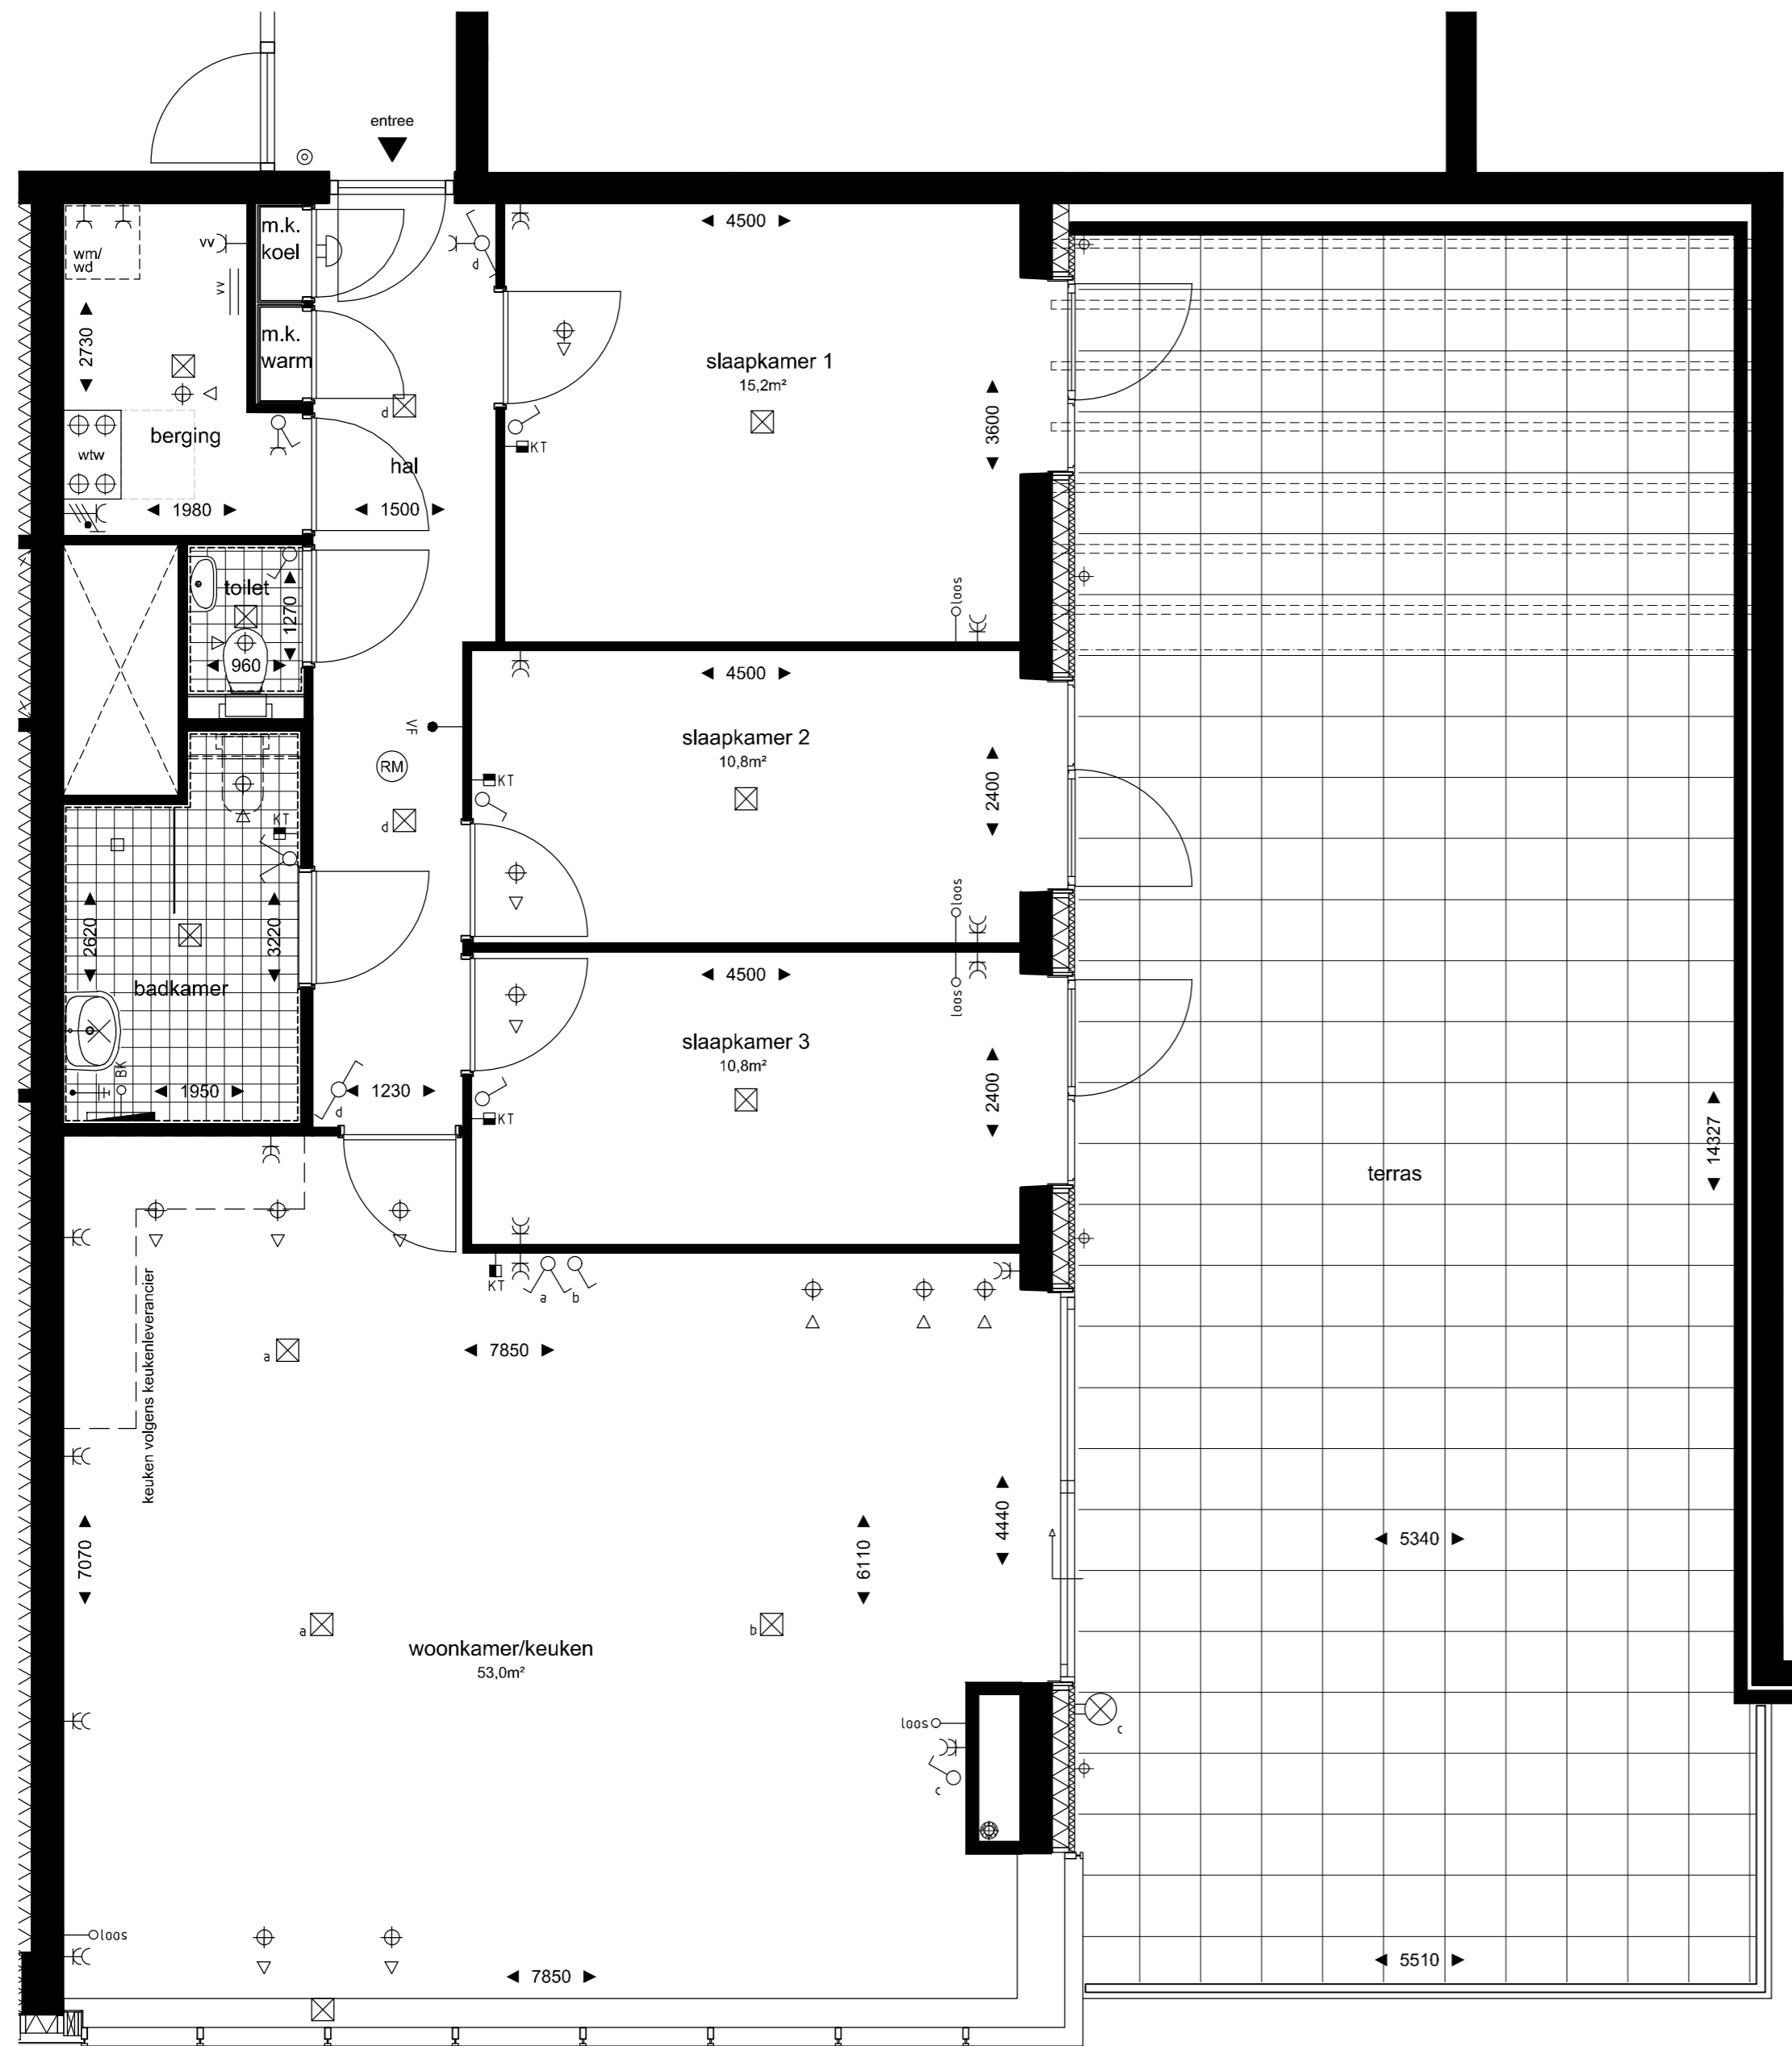 entree
m.k.
koel
vv
wm/
wd
vv
d
4500
m.k.
warm
2730
slaapkamer 1
15,2m²
d
3600
berging
KT
wtw
hal
1980
1500
toilet
1270
loos
960
4500
VF
slaapkamer 2
10,8m²
RM
KT
2400
d
KT
loos
2620
3220
4500
badkamer
loos
slaapkamer 3
10,8m²
BK
1950
1230
d
KT
2400
14327
terras
KT
a
b
keuken volgens keukenleverancier
a
7850
4440
7070
6110
5340
a
b
woonkamer/keuken
53,0m²
loos
c
c
loos
5510
7850